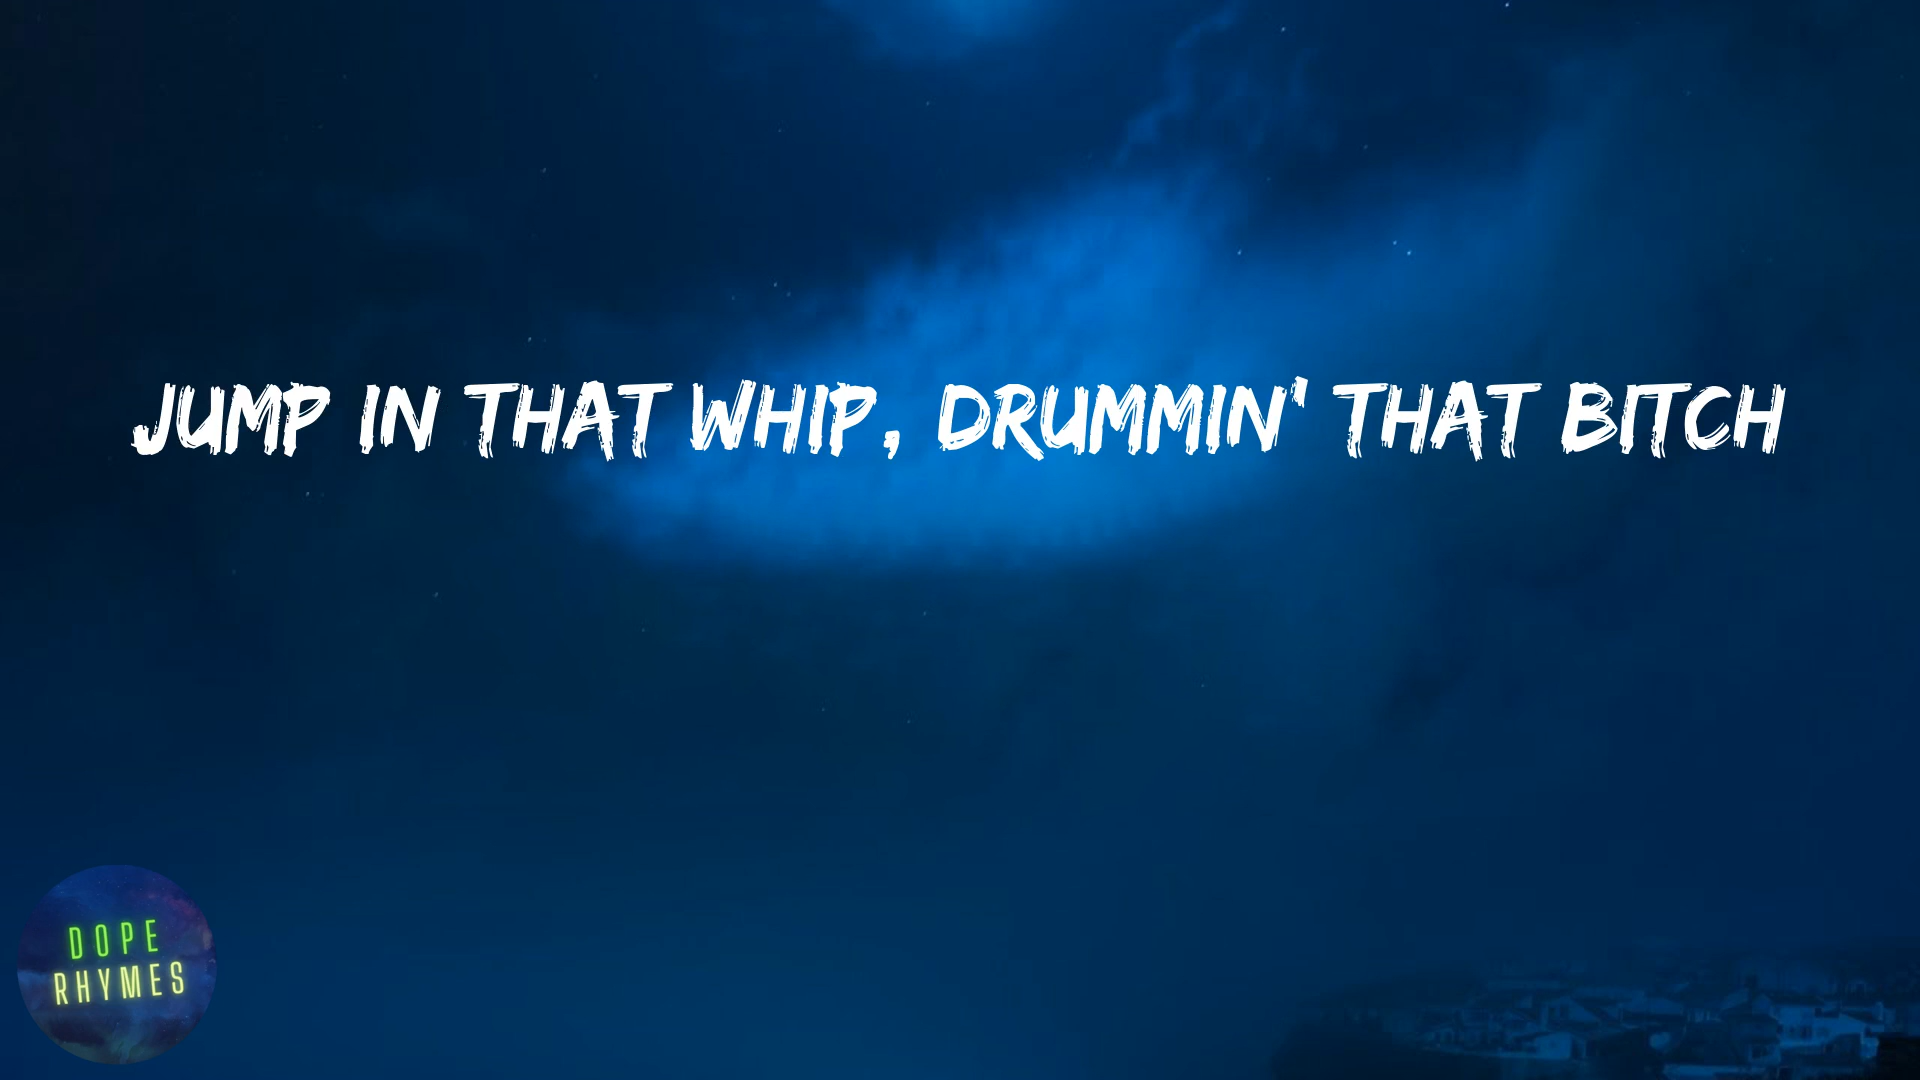 JUMP IN THAT WHIP, DRUMMIN' THAT BITCH
DOPE
RHYMES